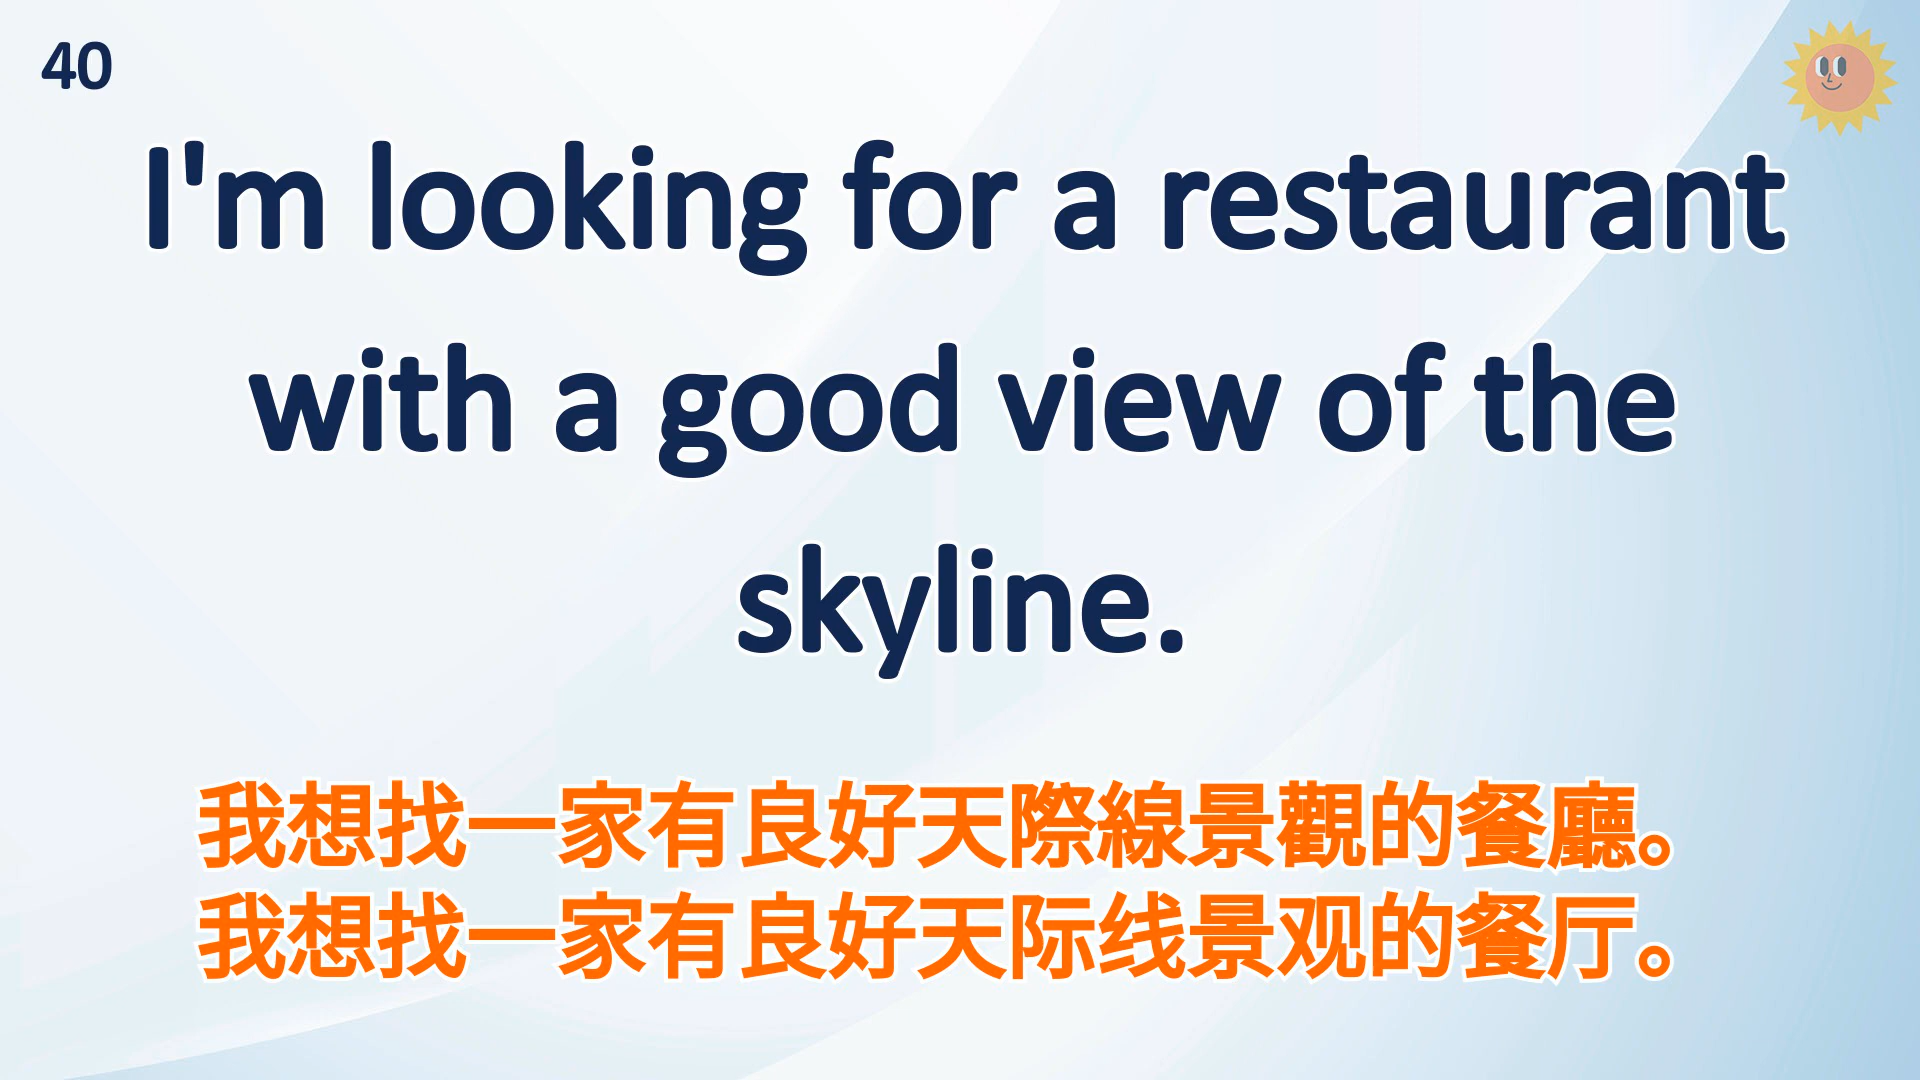 40
I'm looking for a restaurant
with a good view of the
skyline.
我想找一家有良好天際線景觀的餐廳。
我想找一家有良好天际线景观的餐厅。